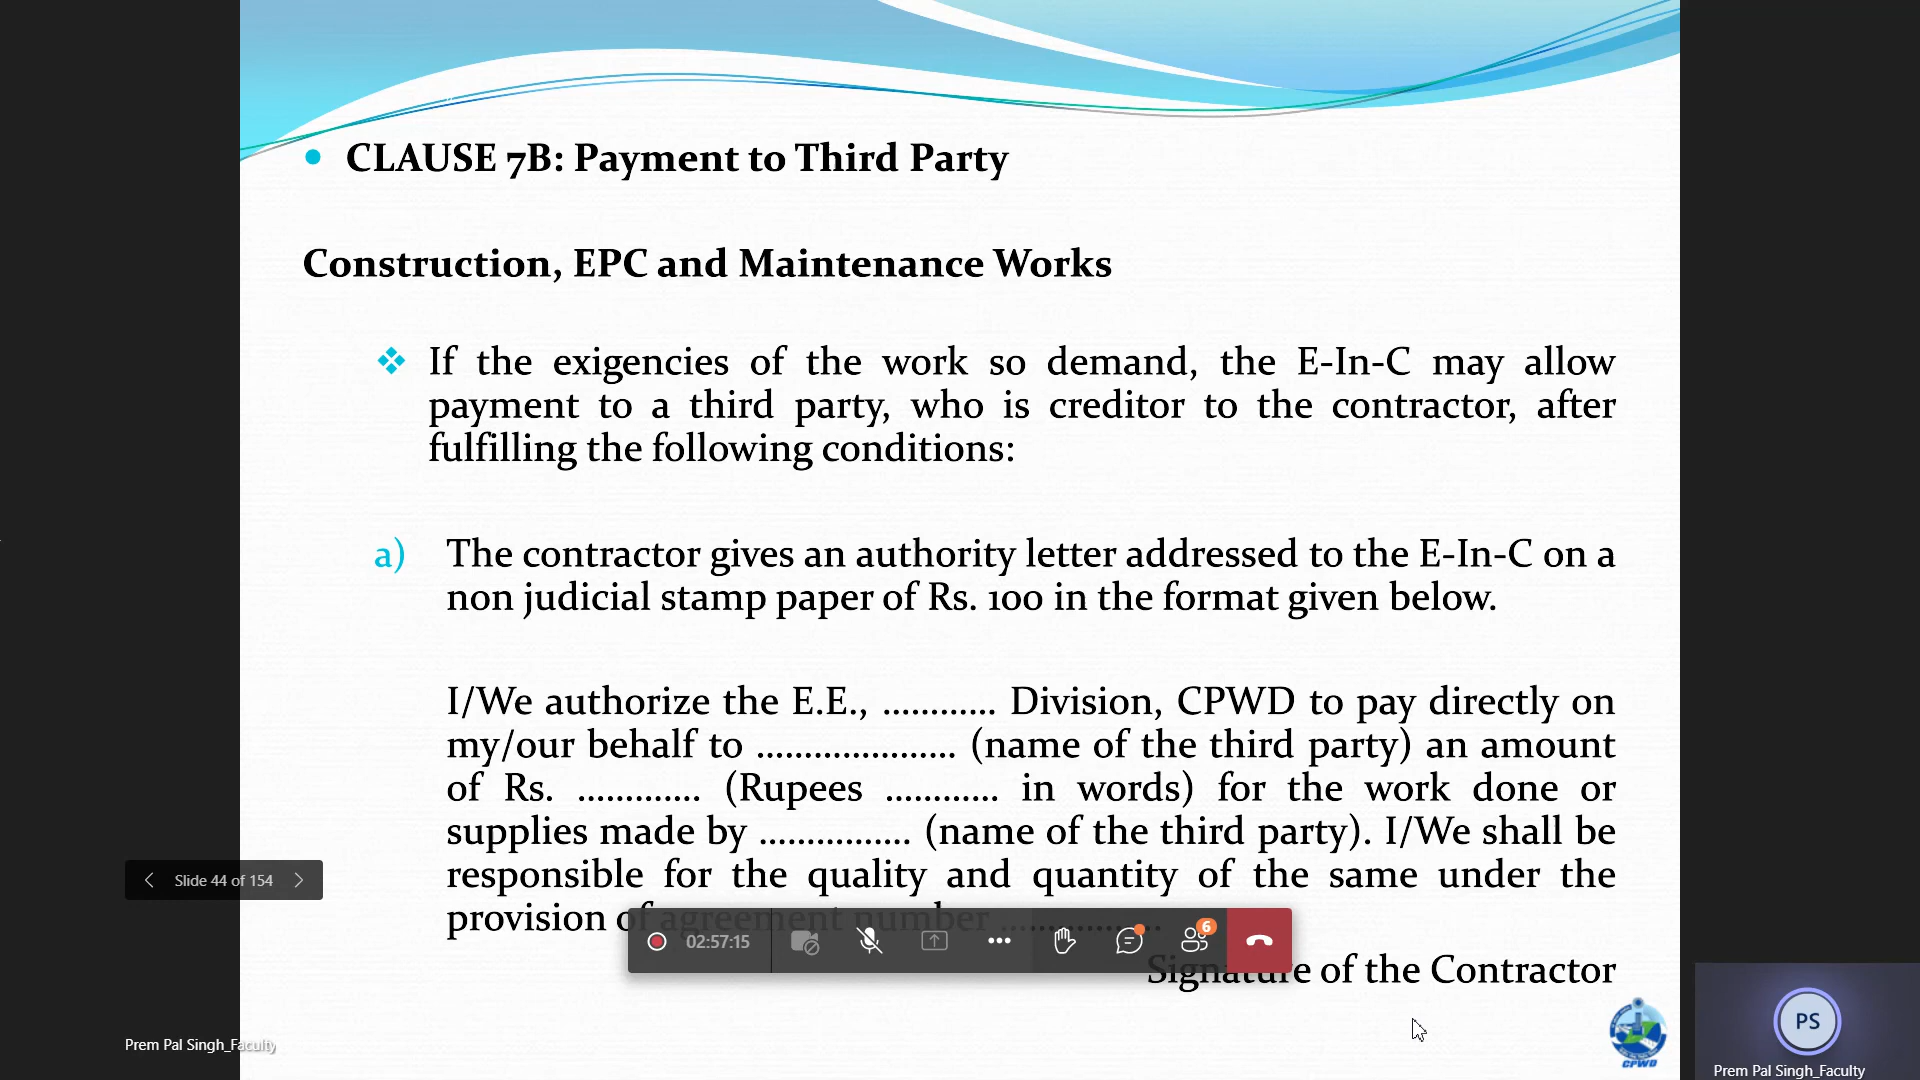 CLAUSE 7B: Payment to Third Party
Construction, EPC and Maintenance Works
If the exigencies of the work so demand, the E-In-C may allow
payment to a third party, who is creditor to the contractor, after
fulfilling the following conditions:
a) The contractor gives an authority letter addressed to the E-In-C on a
non judicial stamp paper of Rs. 100 in the format given below.
I/We authorize the E.E., ............ Division, CPWD to pay directly on
my/our behalf to ..................... (name of the third party) an amount
of Rs. ............. (Rupees ............ in words) for the work done or
supplies made by ................ (name of the third party). I/We shall be
responsible for the quality and quantity of the same under the
provision of agreement number .................
Signature of the Contractor
Slide 44 of 154
02:57:15
6
Prem Pal Singh_Faculty
CPWD
PS
Prem Pal Singh_Faculty